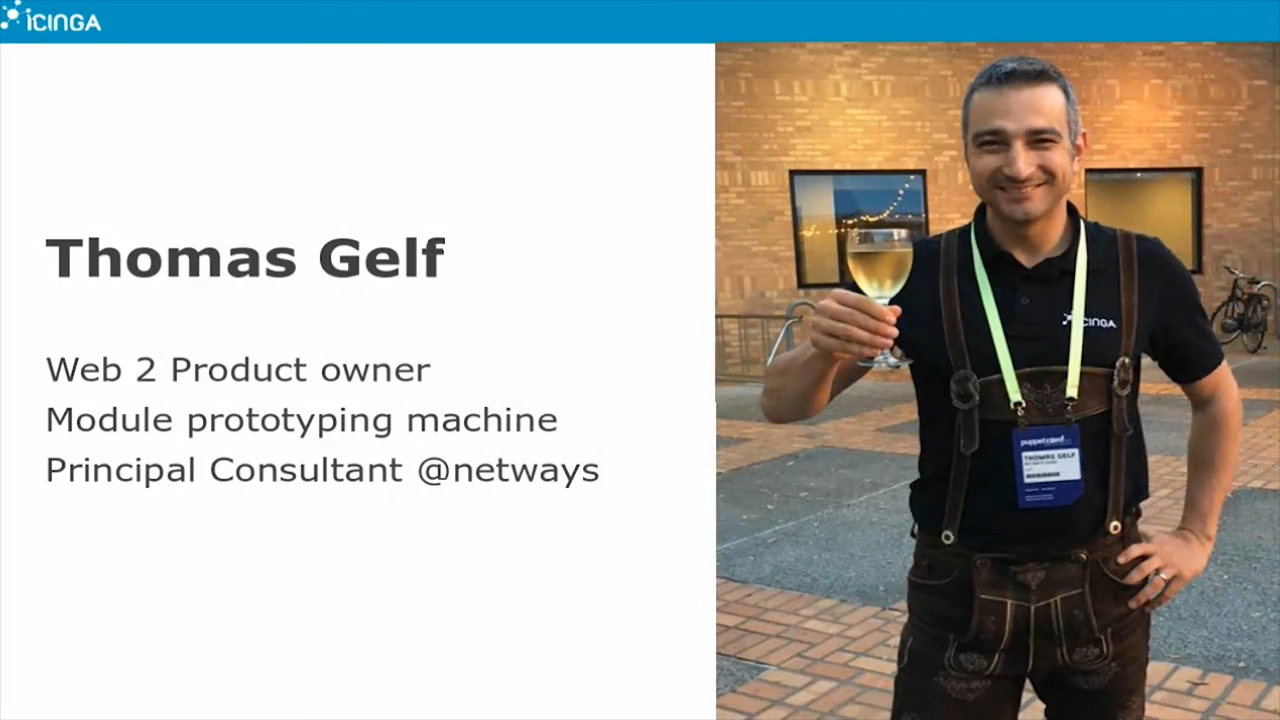 iCINGA
Thomas Gelf
Web 2 Product owner
Module prototyping machine
Principal Consultant @netways
iCINGA
puppetconf
THOMAS GELF